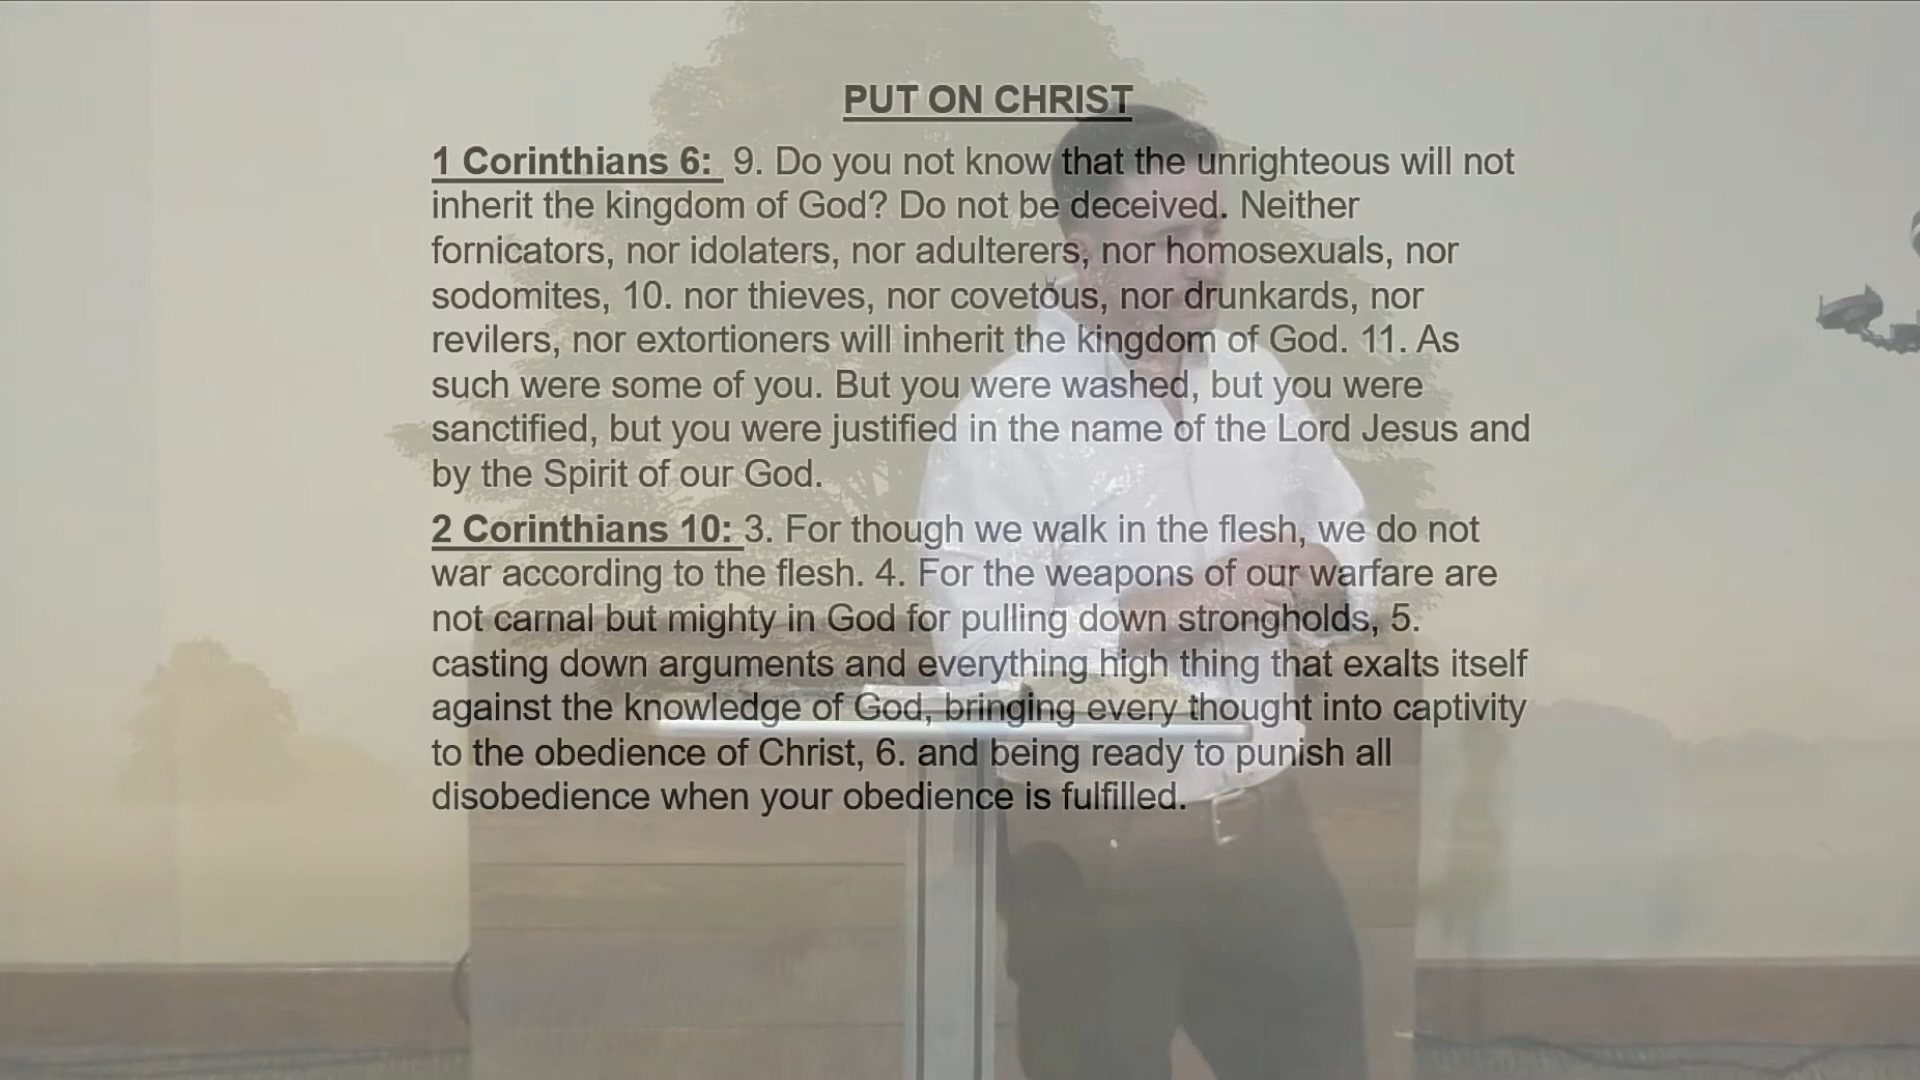 PUT ON CHRIST
1 Corinthians 6: 9. Do you not know that the unrighteous will not
inherit the kingdom of God? Do not be deceived. Neither
fornicators, nor idolaters, nor adulterers, nor homosexuals, nor
sodomites, 10. nor thieves, nor covetous, nor drunkards, nor
revilers, nor extortioners will inherit the kingdom of God. 11. As
such were some of you. But you were washed, but you were
sanctified, but you were justified in the name of the Lord Jesus and
by the Spirit of our God.
2 Corinthians 10: 3. For though we walk in the flesh, we do not
war according to the flesh. 4. For the weapons of our warfare are
not carnal but mighty in God for pulling down strongholds, 5.
casting down arguments and everything high thing that exalts itself
against the knowledge of God, bringing every thought into captivity
to the obedience of Christ, 6. and being ready to punish all
disobedience when your obedience is fulfilled.